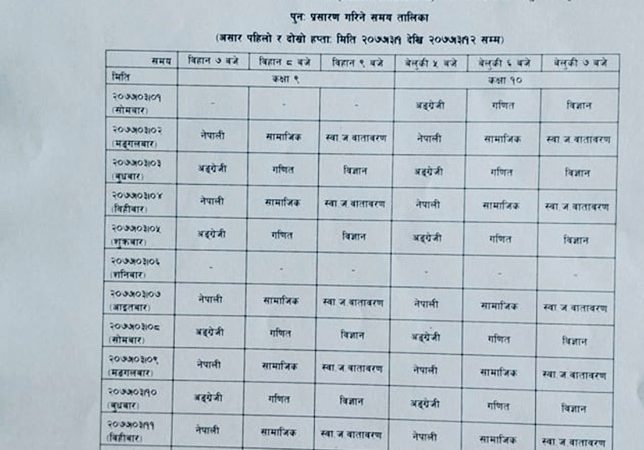 पुनः प्रसारण गरिने समय तालिका
(असार पहिलो र दोस्रो हप्ताः मिति २०७७।३।१ देखि २०७७।३।१२ सम्म)
समय बिहान ७ बजे बिहान ८ बजे बिहान ९ बजे बेलुकी ५ बजे बेलुकी ६ बजे बेलुकी ७ बजे
मिति कक्षा ९ कक्षा १०
२०७७।०३।०१ - - - अङ्ग्रेजी गणित विज्ञान
(सोमबार)
२०७७।०३।०२ नेपाली सामाजिक स्वा.ज.वातावरण नेपाली सामाजिक स्वा.ज.वातावरण
(मङ्गलबार)
२०७७।०३।०३ अङ्ग्रेजी गणित विज्ञान अङ्ग्रेजी गणित विज्ञान
(बुधबार)
२०७७।०३।०४ नेपाली सामाजिक स्वा.ज.वातावरण नेपाली सामाजिक स्वा.ज.वातावरण
(विहीबार)
२०७७।०३।०५ अङ्ग्रेजी गणित विज्ञान अङ्ग्रेजी गणित विज्ञान
(शुक्रबार)
२०७७।०३।०६ - - - - - -
(शनिबार)
२०७७।०३।०७ नेपाली सामाजिक स्वा.ज.वातावरण नेपाली सामाजिक स्वा.ज.वातावरण
(आइतबार)
२०७७।०३।०८ अङ्ग्रेजी गणित विज्ञान अङ्ग्रेजी गणित विज्ञान
(सोमबार)
२०७७।०३।०९ नेपाली सामाजिक स्वा.ज.वातावरण नेपाली सामाजिक स्वा.ज.वातावरण
(मङ्गलबार)
२०७७।०३।१० अङ्ग्रेजी गणित विज्ञान अङ्ग्रेजी गणित विज्ञान
(बुधबार)
२०७७।०३।११ नेपाली सामाजिक स्वा.ज.वातावरण नेपाली सामाजिक स्वा.ज.वातावरण
(विहीबार)